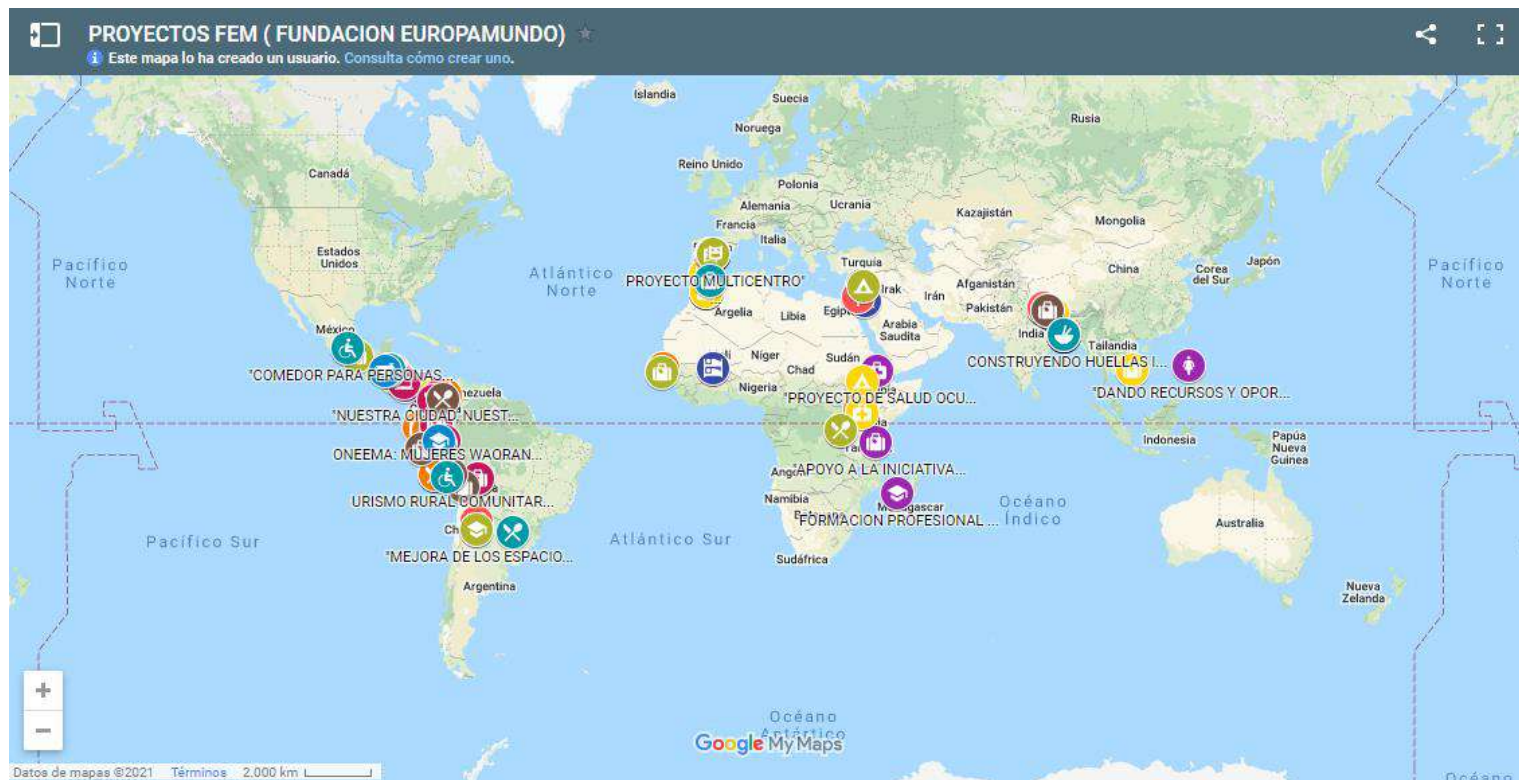 PROYECTOS FEM ( FUNDACION EUROPAMUNDO)
Este mapa lo ha creado un usuario. Consulta cómo crear uno.
Islandia
Suecia
Rusia
Noruega
Canadá
Reino Unido
Polonia
Alemania
Ucrania
Kazajistán
Mongolia
Francia
Italia
Estados
Unidos
Pacífico
Norte
Atlántico
Norte
Turquía
China
Corea
del Sur
Japón
Pacífico
Norte
PROYECTO MULTICENTRO"
Irak
Irán
Afganistán
Pakistán
Argelia
Libia
Arabia
Saudita
India
Tailandia
México
Níger
Chad
Sudán
Nigeria
CONSTRUYENDO HUELLAS I...
"COMEDOR PARA PERSONAS...
"PROYECTO DE SALUD OCU...
"DANDO RECURSOS Y OPOR...
"NUESTRA CIUDAD, NUEST...
Indonesia
Papúa
Nueva
Guinea
ONEEMA: MUJERES WAORAN...
"APOYO A LA INICIATIVA...
URISMO RURAL COMUNITAR...
Namibia
FORMACION PROFESIONAL ...
Océano
Índico
Australia
Pacífico Sur
Atlántico Sur
"MEJORA DE LOS ESPACIO...
Sudáfrica
Argentina
Nueva
Zelanda
Océano
Antártico
Google My Maps
Datos de mapas ©2021 Términos 2.000 km